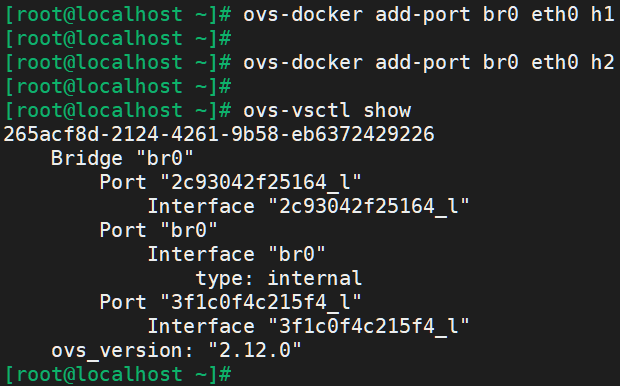 [root@localhost ]# ovs-docker add-port br0 eth0 h1
[root@localhost ]#
[root@localhost ]# ovs-docker add-port br0 eth0 h2
[root@localhost ]#
[root@localhost ]# ovs-vsctl show
265acf8d-2124-4261-9b58-eb6372429226
    Bridge "br0"
        Port "2c93042f25164_l"
            Interface "2c93042f25164_l"
        Port "br0"
            Interface "br0"
                type: internal
        Port "3f1c0f4c215f4_l"
            Interface "3f1c0f4c215f4_l"
    ovs_version: "2.12.0"
[root@localhost ]#